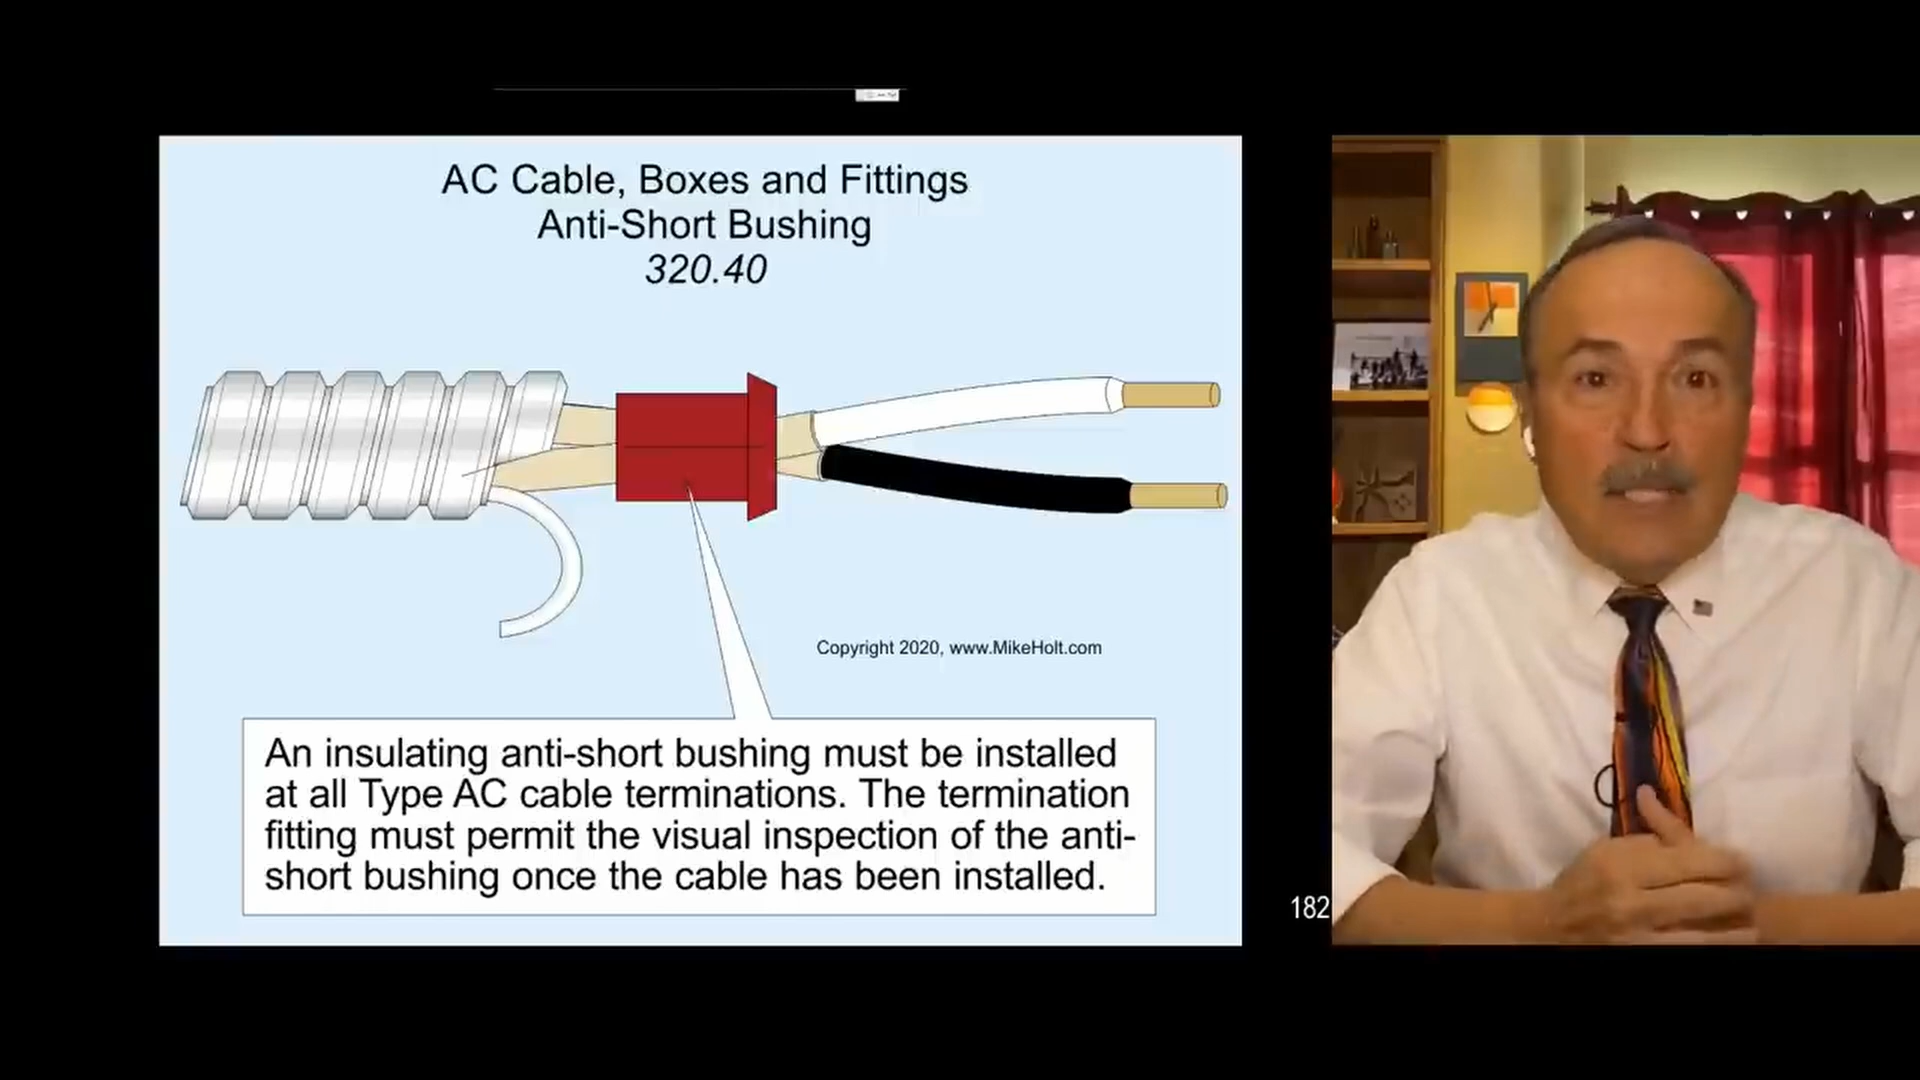 AC Cable, Boxes and Fittings
Anti-Short Bushing
320.40
Copyright 2020, www.MikeHolt.com
An insulating anti-short bushing must be installed
at all Type AC cable terminations. The termination
fitting must permit the visual inspection of the anti-
short bushing once the cable has been installed.
182